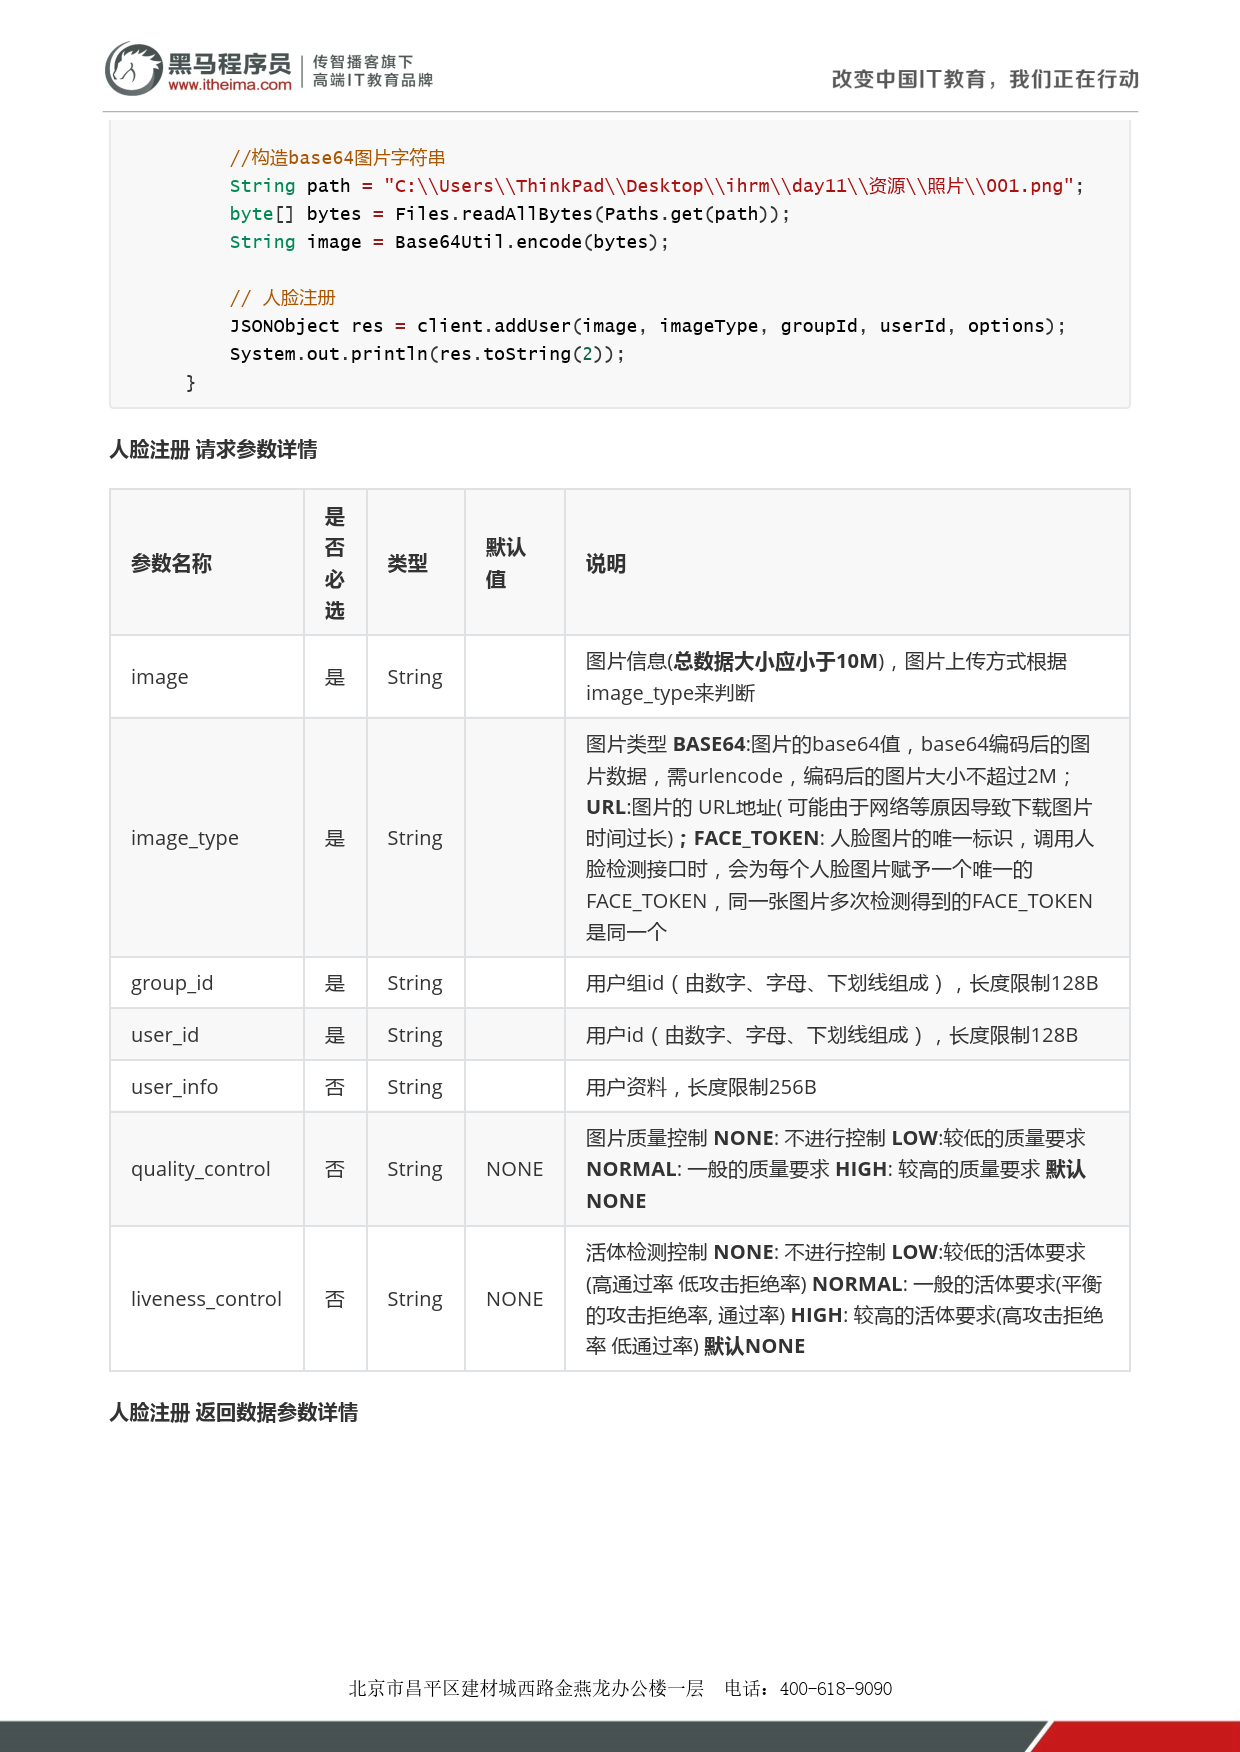 黑马程序员
www.itheima.com
传智播客旗下
高端IT教育品牌
改变中国IT教育，我们正在行动
//构造base64图片字符串
String path = "C:\\Users\\ThinkPad\\Desktop\\ihrm\\day11\\资源\\照片\\001.png";
byte[] bytes = Files.readAllBytes(Paths.get(path));
String image = Base64Util.encode(bytes);
// 人脸注册
JSONObject res = client.addUser(image, imageType, groupId, userId, options);
System.out.println(res.toString(2));
}
人脸注册 请求参数详情
参数名称
是
否
必
选
类型
默认
值
说明
image
是
String
图片信息(总数据大小应小于10M)，图片上传方式根据
image_type来判断
image_type
是
String
图片类型 BASE64:图片的base64值，base64编码后的图
片数据，需urlencode，编码后的图片大小不超过2M；
URL:图片的 URL地址( 可能由于网络等原因导致下载图片
时间过长)；FACE_TOKEN: 人脸图片的唯一标识，调用人
脸检测接口时，会为每个人脸图片赋予一个唯一的
FACE_TOKEN，同一张图片多次检测得到的FACE_TOKEN
是同一个
group_id
是
String
用户组id（由数字、字母、下划线组成），长度限制128B
user_id
是
String
用户id（由数字、字母、下划线组成），长度限制128B
user_info
否
String
用户资料，长度限制256B
quality_control
否
String
NONE
图片质量控制 NONE: 不进行控制 LOW:较低的质量要求
NORMAL: 一般的质量要求 HIGH: 较高的质量要求 默认
NONE
liveness_control
否
String
NONE
活体检测控制 NONE: 不进行控制 LOW:较低的活体要求
(高通过率 低攻击拒绝率) NORMAL: 一般的活体要求(平衡
的攻击拒绝率, 通过率) HIGH: 较高的活体要求(高攻击拒绝
率 低通过率) 默认NONE
人脸注册 返回数据参数详情
北京市昌平区建材城西路金燕龙办公楼一层 电话：400-618-9090